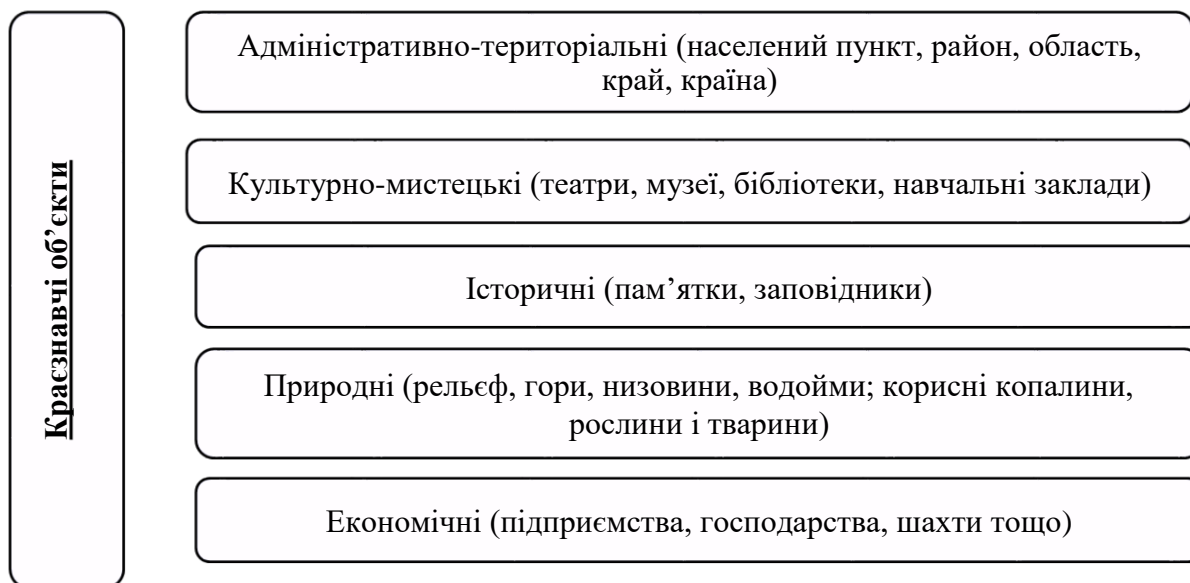 Краєзнавчі об’єкти
Адміністративно-територіальні (населений пункт, район, область,
край, країна)
Культурно-мистецькі (театри, музеї, бібліотеки, навчальні заклади)
Історичні (пам’ятки, заповідники)
Природні (рельєф, гори, низовини, водойми; корисні копалини,
рослини і тварини)
Економічні (підприємства, господарства, шахти тощо)